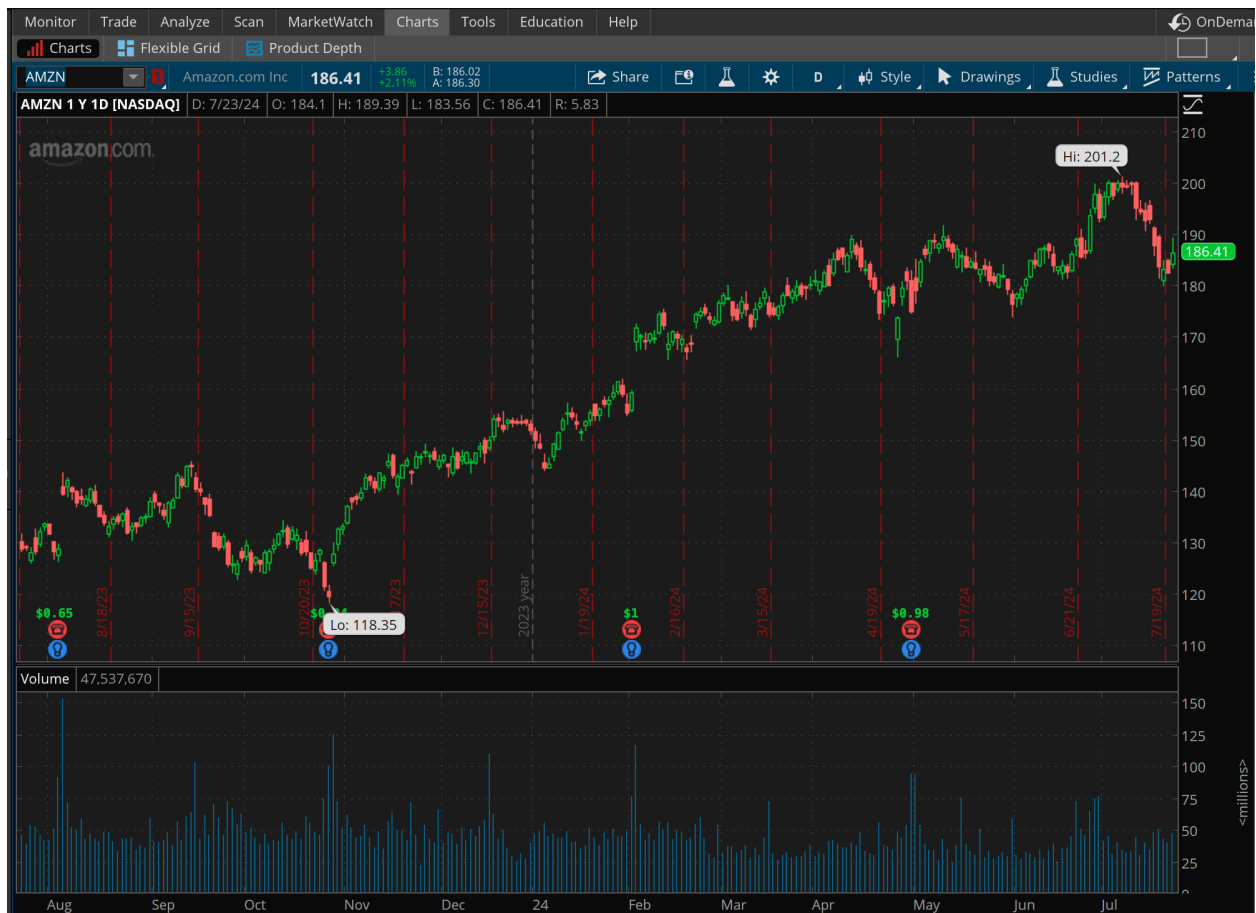 Monitor Trade Analyze Scan MarketWatch Charts Tools Education Help OnDemar
Charts Flexible Grid Product Depth
AMZN 1 Amazon.com Inc 186.41 +3.86 +2.11% B: 186.02 A: 186.30 Share D Style Drawings Studies Patterns
AMZN 1 Y 1D [NASDAQ] D: 7/23/24 O: 184.1 H: 189.39 L: 183.56 C: 186.41 R: 5.83
amazon.com.
210
Hi: 201.2
200
190
186.41
180
170
160
150
140
130
120
110
8/18/23 9/15/23 10/20/23 7/23 12/15/23 2023 year 1/19/24 2/16/24 3/15/24 4/19/24 5/17/24 6/21/24 7/19/24
$0.65 $1 $0.98
Lo: 118.35
Volume 47,537,670
150
125
100
75
50
25
0
<millions>
Aug Sep Oct Nov Dec 24 Feb Mar Apr May Jun Jul